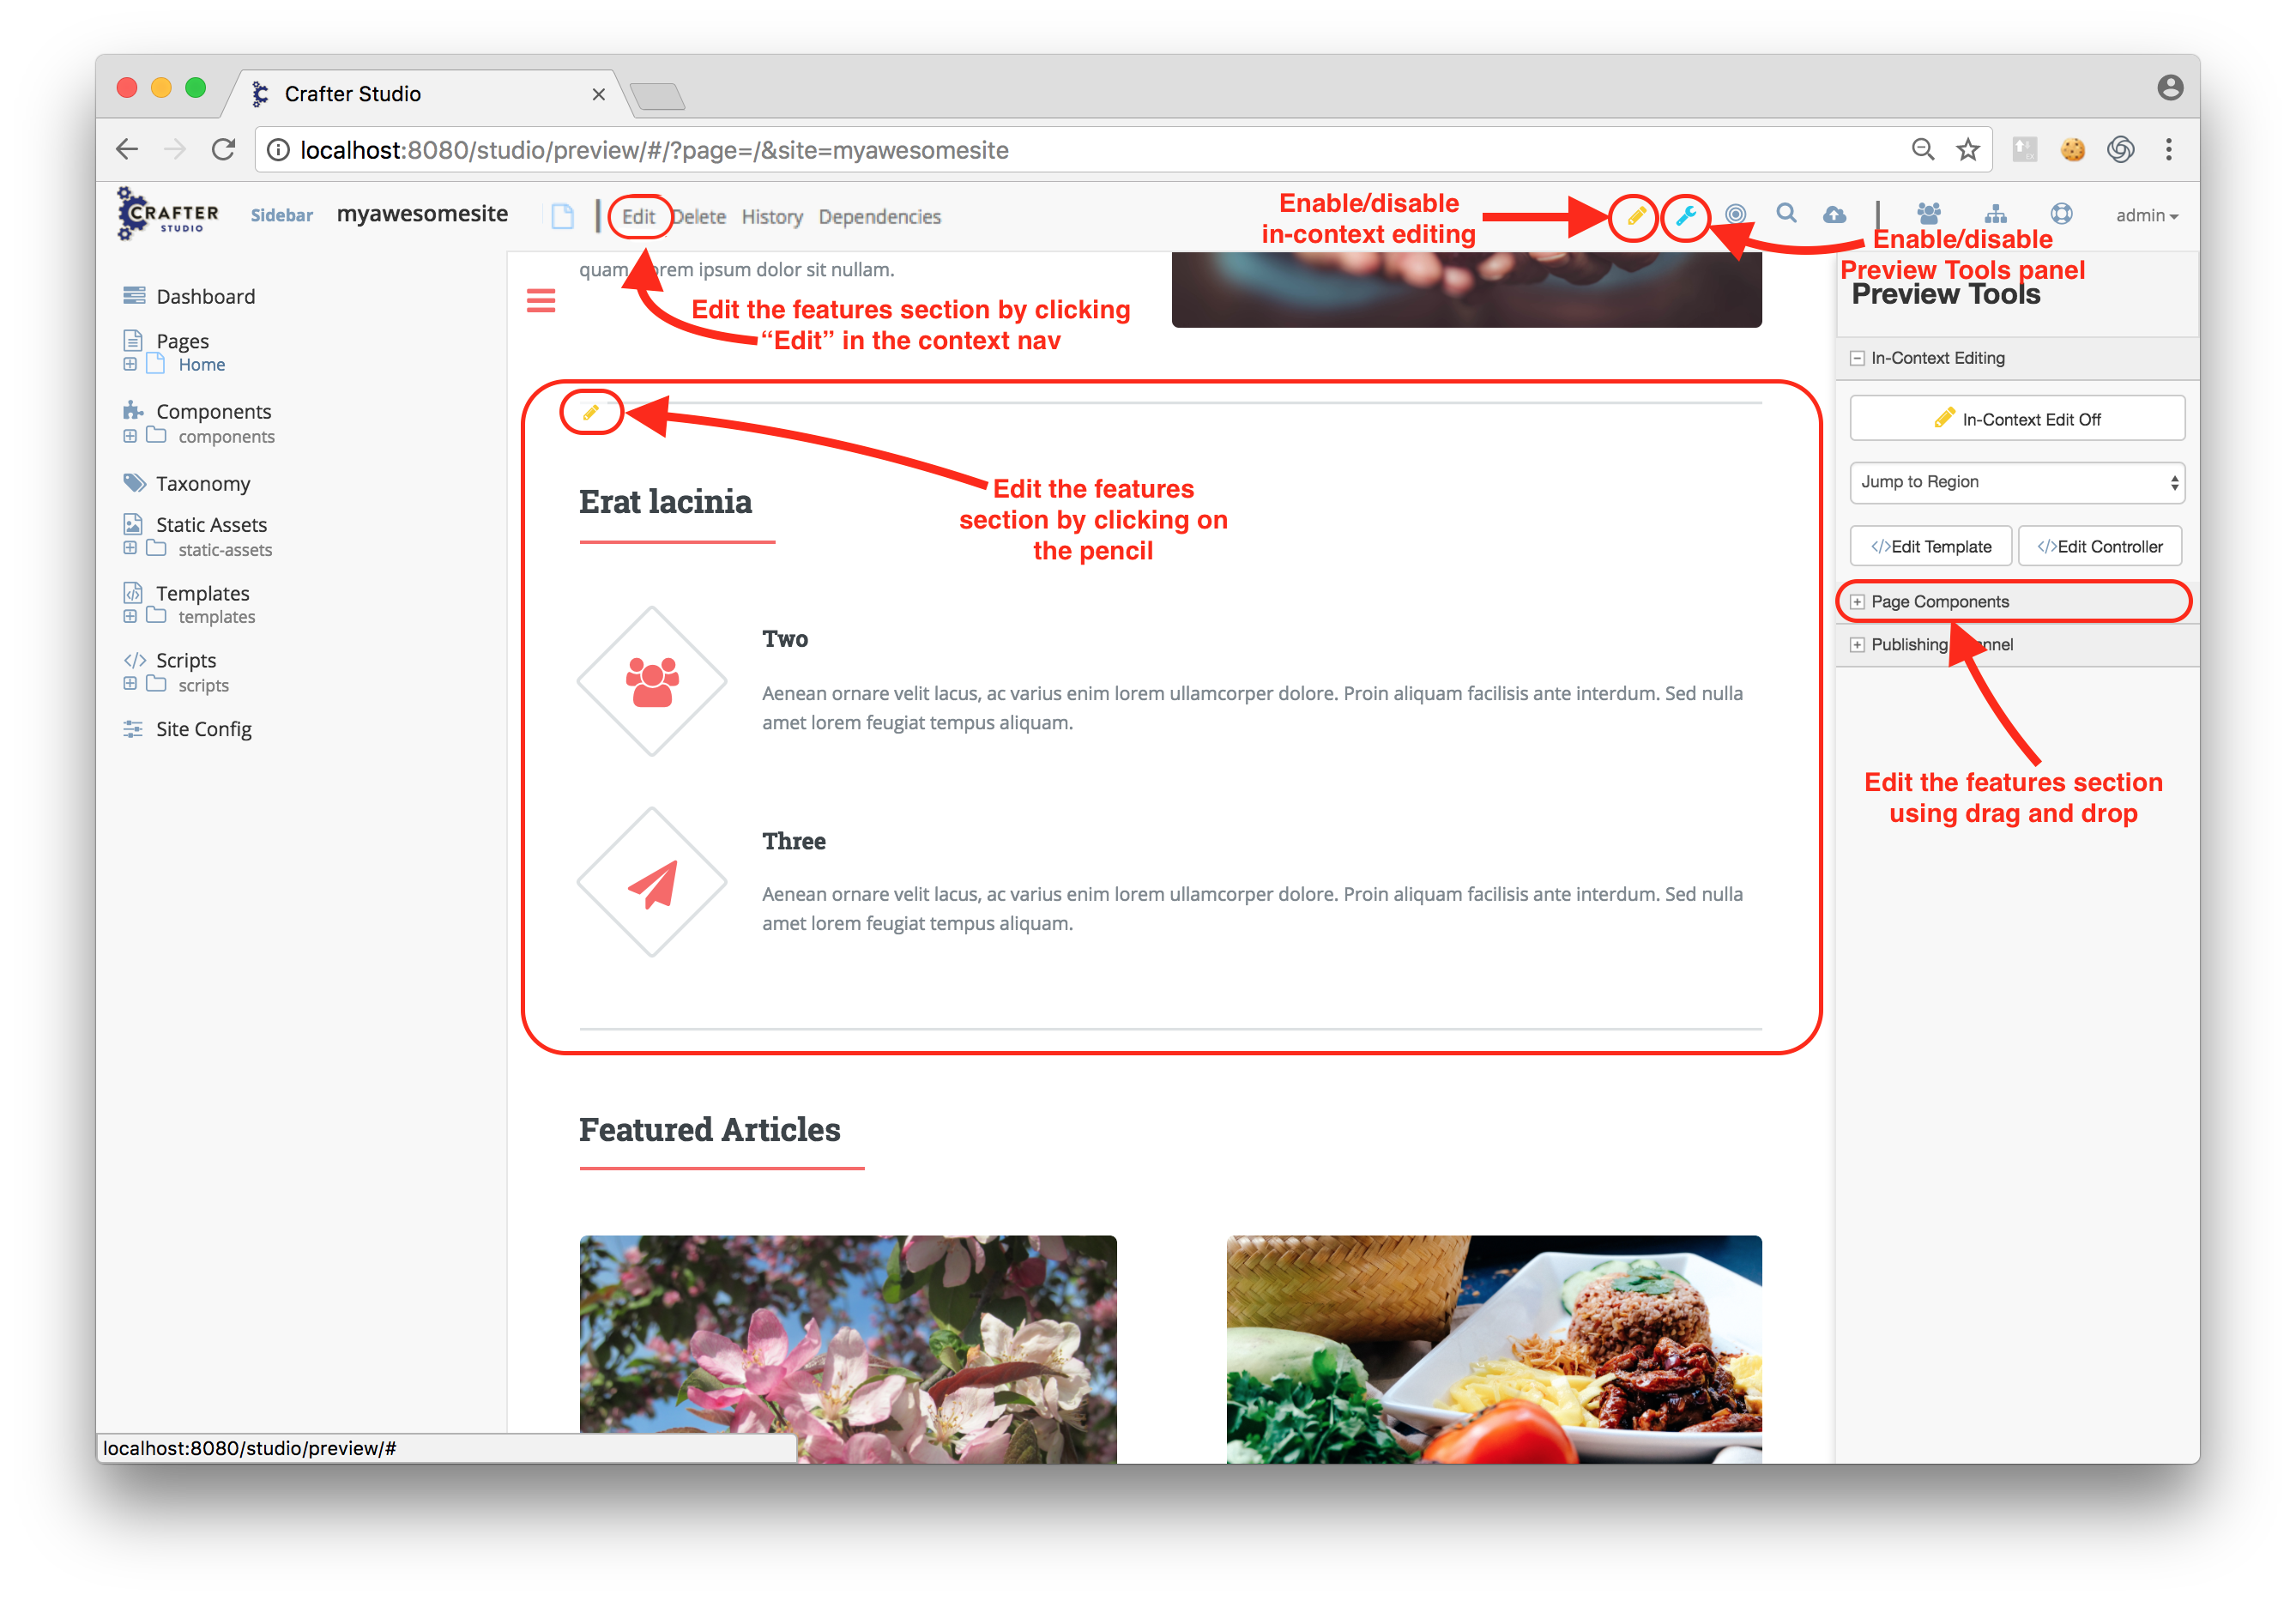 Crafter Studio
localhost:8080/studio/preview/#/?page=/&site=myawesomesite
CRAFTER
STUDIO
Sidebar
myawesomesite
Edit
Delete
History
Dependencies
Enable/disable
in-context editing
admin
Enable/disable
Preview Tools panel
Dashboard
Pages
Home
Components
components
Taxonomy
Static Assets
static-assets
Templates
templates
Scripts
scripts
Site Config
quam lorem ipsum dolor sit nullam.
Edit the features section by clicking
“Edit” in the context nav
Edit the features
section by clicking on
the pencil
Erat lacinia
Two
Aenean ornare velit lacus, ac varius enim lorem ullamcorper dolore. Proin aliquam facilisis ante interdum. Sed nulla
amet lorem feugiat tempus aliquam.
Three
Aenean ornare velit lacus, ac varius enim lorem ullamcorper dolore. Proin aliquam facilisis ante interdum. Sed nulla
amet lorem feugiat tempus aliquam.
Featured Articles
Preview Tools
In-Context Editing
In-Context Edit Off
Jump to Region
</>Edit Template
</>Edit Controller
Page Components
Publishing
Edit the features section
using drag and drop
localhost:8080/studio/preview/#